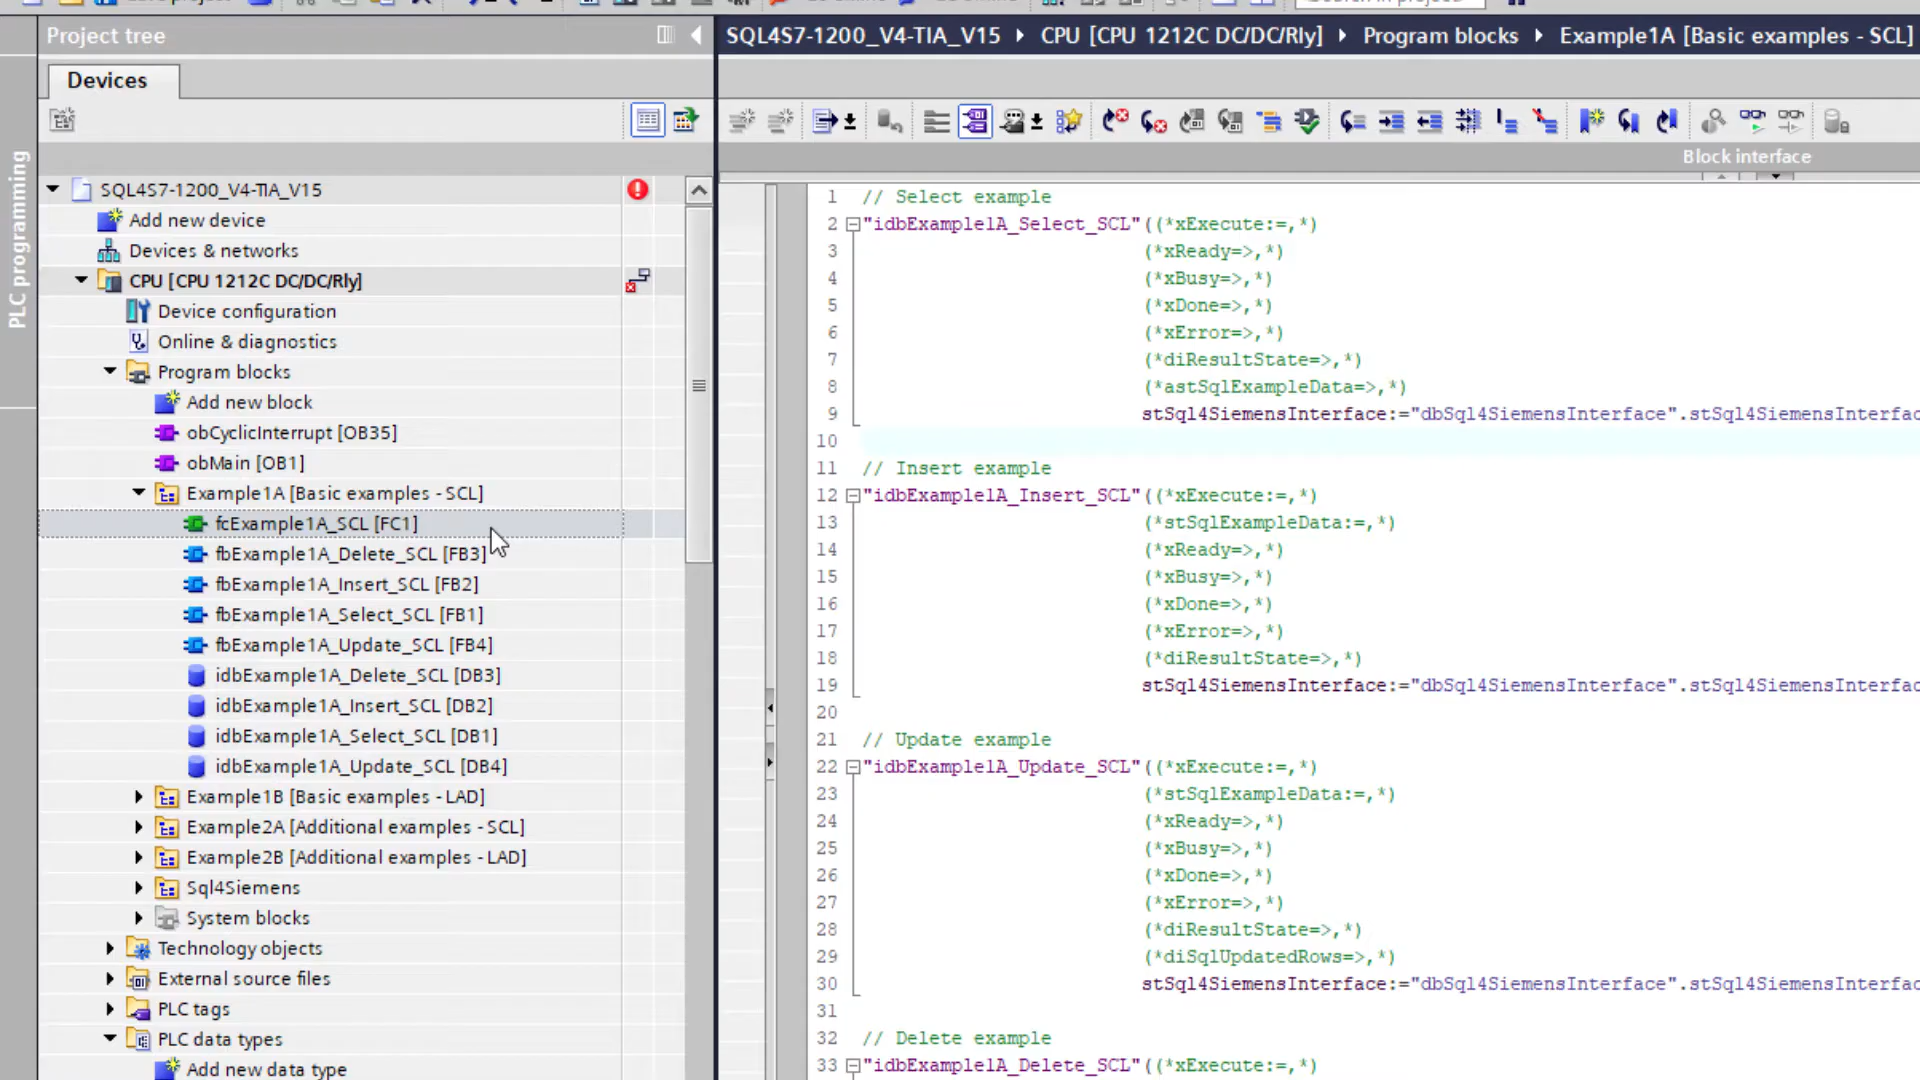 Project tree
SQL4S7-1200_V4-TIA_V15 ▸ CPU [CPU 1212C DC/DC/Rly] ▸ Program blocks ▸ Example1A [Basic examples - SCL]
Devices
Block interface
PLC programming
SQL4S7-1200_V4-TIA_V15
Add new device
Devices & networks
CPU [CPU 1212C DC/DC/Rly]
Device configuration
Online & diagnostics
Program blocks
Add new block
obCyclicInterrupt [OB35]
obMain [OB1]
Example1A [Basic examples - SCL]
fcExample1A_SCL [FC1]
fbExample1A_Delete_SCL [FB3]
fbExample1A_Insert_SCL [FB2]
fbExample1A_Select_SCL [FB1]
fbExample1A_Update_SCL [FB4]
idbExample1A_Delete_SCL [DB3]
idbExample1A_Insert_SCL [DB2]
idbExample1A_Select_SCL [DB1]
idbExample1A_Update_SCL [DB4]
Example1B [Basic examples - LAD]
Example2A [Additional examples - SCL]
Example2B [Additional examples - LAD]
Sql4Siemens
System blocks
Technology objects
External source files
PLC tags
PLC data types
Add new data type
1 // Select example
2 "idbExample1A_Select_SCL"((*xExecute:=,*)
3 (*xReady=>,*)
4 (*xBusy=>,*)
5 (*xDone=>,*)
6 (*xError=>,*)
7 (*diResultState=>,*)
8 (*astSqlExampleData=>,*)
9 stSql4SiemensInterface:="dbSql4SiemensInterface".stSql4SiemensInterfac
10
11 // Insert example
12 "idbExample1A_Insert_SCL"((*xExecute:=,*)
13 (*stSqlExampleData:=,*)
14 (*xReady=>,*)
15 (*xBusy=>,*)
16 (*xDone=>,*)
17 (*xError=>,*)
18 (*diResultState=>,*)
19 stSql4SiemensInterface:="dbSql4SiemensInterface".stSql4SiemensInterfac
20
21 // Update example
22 "idbExample1A_Update_SCL"((*xExecute:=,*)
23 (*stSqlExampleData:=,*)
24 (*xReady=>,*)
25 (*xBusy=>,*)
26 (*xDone=>,*)
27 (*xError=>,*)
28 (*diResultState=>,*)
29 (*diSqlUpdatedRows=>,*)
30 stSql4SiemensInterface:="dbSql4SiemensInterface".stSql4SiemensInterfac
31
32 // Delete example
33 "idbExample1A_Delete_SCL"((*xExecute:=,*)